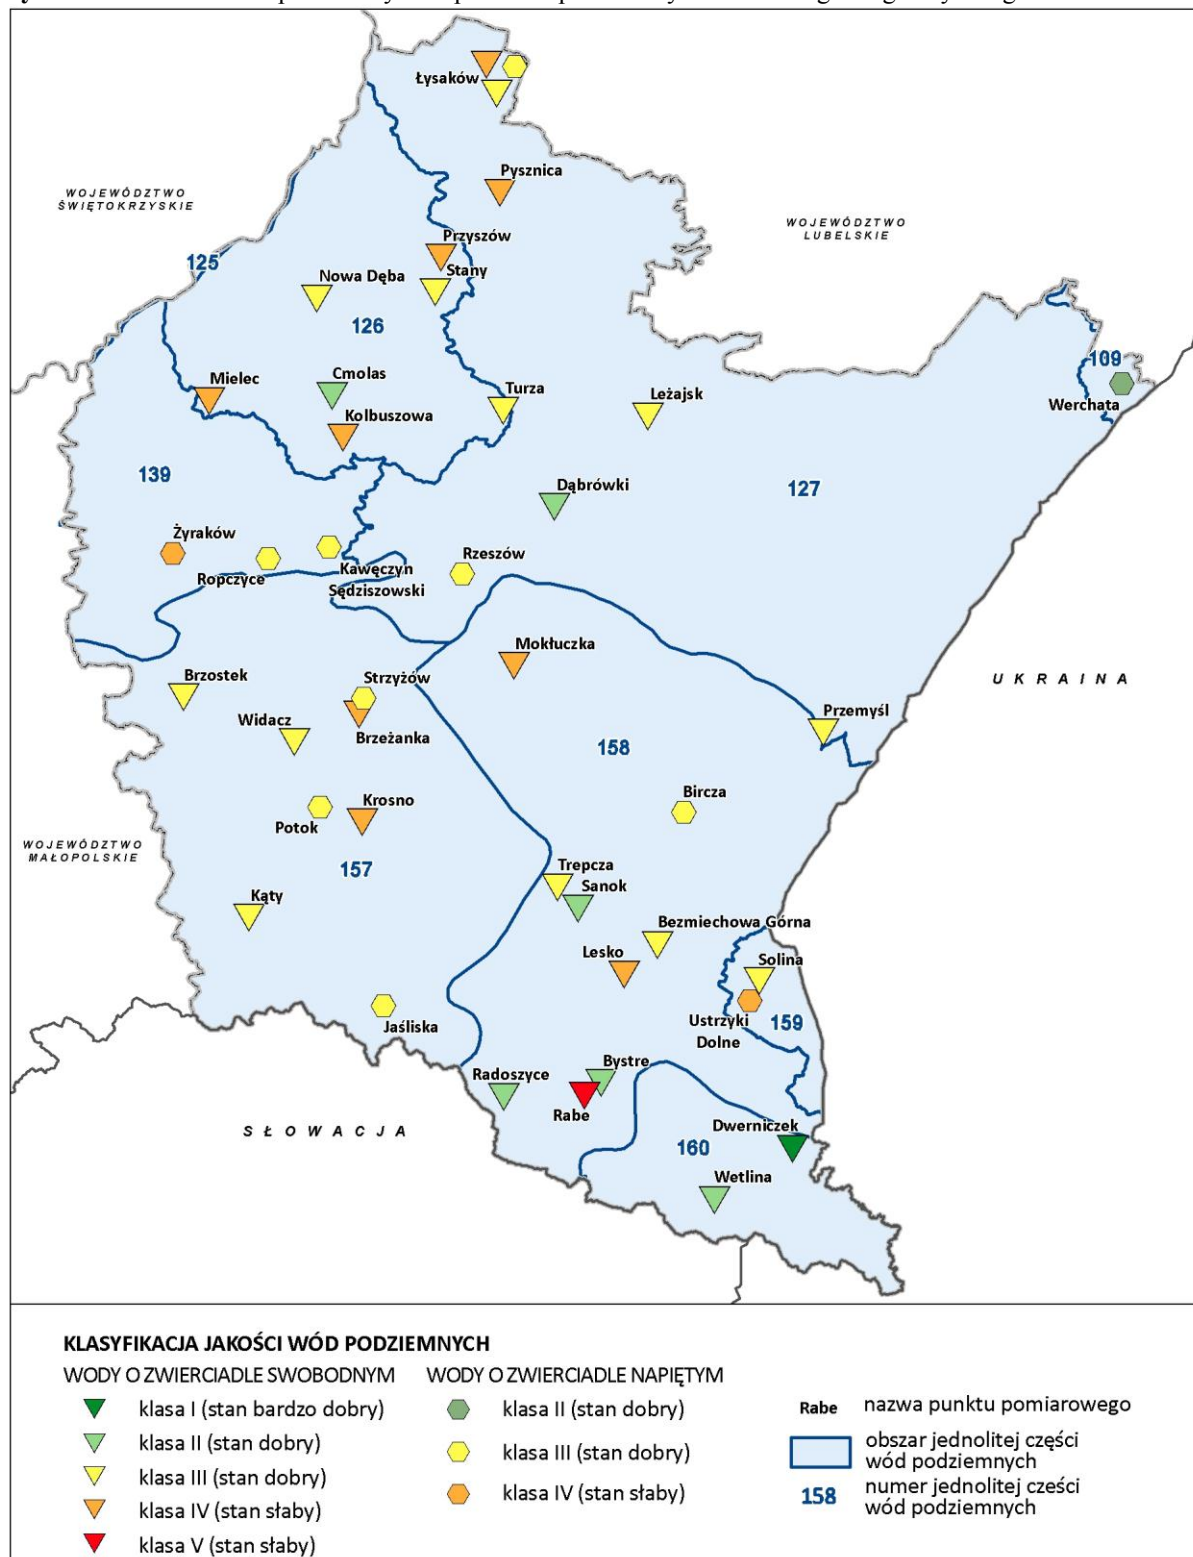 Łysaków
Pysznica
WOJEWÓDZTWO
ŚWIĘTOKRZYSKIE
WOJEWÓDZTWO
LUBELSKIE
Przyszów
125
Stany
Nowa Dęba
126
109
Mielec
Cmolas
Turza
Leżajsk
Werchata
Kolbuszowa
139
127
Dąbrówki
Żyraków
Rzeszów
Ropczyce
Kawęczyn
Sędziszowski
Mokłuczka
Brzostek
Strzyżów
UKRAINA
Widacz
Brzeżanka
Przemyśl
158
Bircza
Krosno
Potok
WOJEWÓDZTWO
MAŁOPOLSKIE
157
Trepcza
Sanok
Kąty
Bezmiechowa Górna
Lesko
Solina
Ustrzyki
Dolne
159
Jaśliska
Bystre
Radoszyce
Rabe
SŁOWACJA
Dwerniczek
160
Wetlina
KLASYFIKACJA JAKOŚCI WÓD PODZIEMNYCH
WODY O ZWIERCIADLE SWOBODNYM
klasa I (stan bardzo dobry)
klasa II (stan dobry)
klasa III (stan dobry)
klasa IV (stan słaby)
klasa V (stan słaby)
WODY O ZWIERCIADLE NAPIĘTYM
klasa II (stan dobry)
klasa III (stan dobry)
klasa IV (stan słaby)
Rabe nazwa punktu pomiarowego
obszar jednolitej części
wód podziemnych
158 numer jednolitej cześci
wód podziemnych